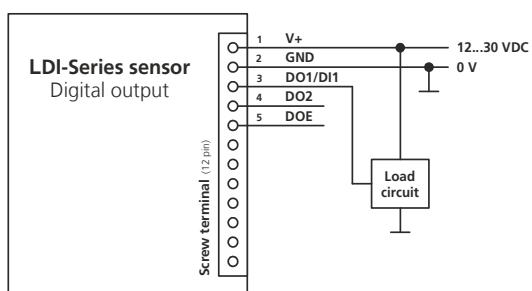 LDI-Series sensor
Digital output
Screw terminal (12 pin)
1 V+
2 GND
3 DO1/DI1
4 DO2
5 DOE
12...30 VDC
0 V
Load
circuit